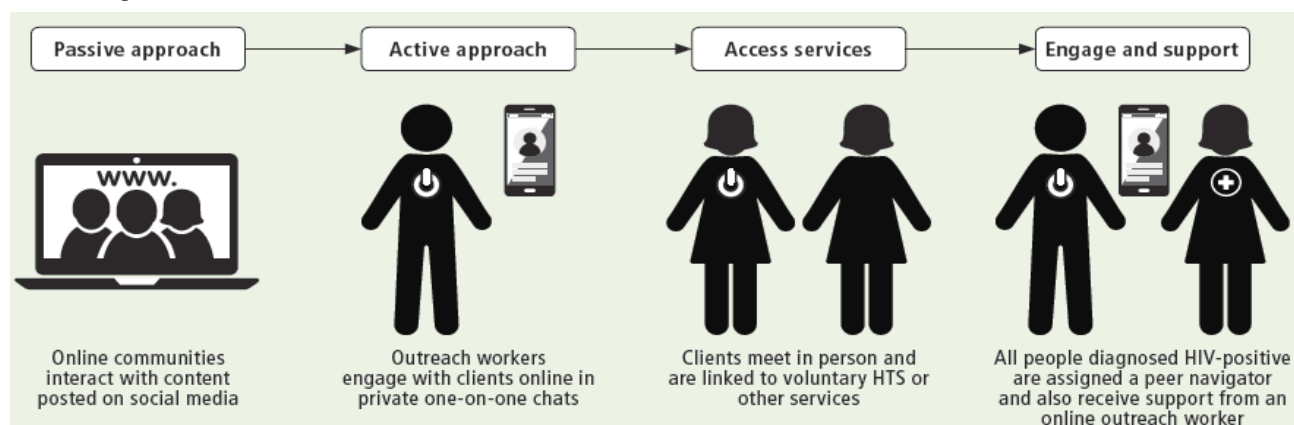 Passive approach
Active approach
Access services
Engage and support
www.
Online communities
interact with content
posted on social media
Outreach workers
engage with clients online in
private one-on-one chats
Clients meet in person and
are linked to voluntary HTS or
other services
All people diagnosed HIV-positive
are assigned a peer navigator
and also receive support from an
online outreach worker